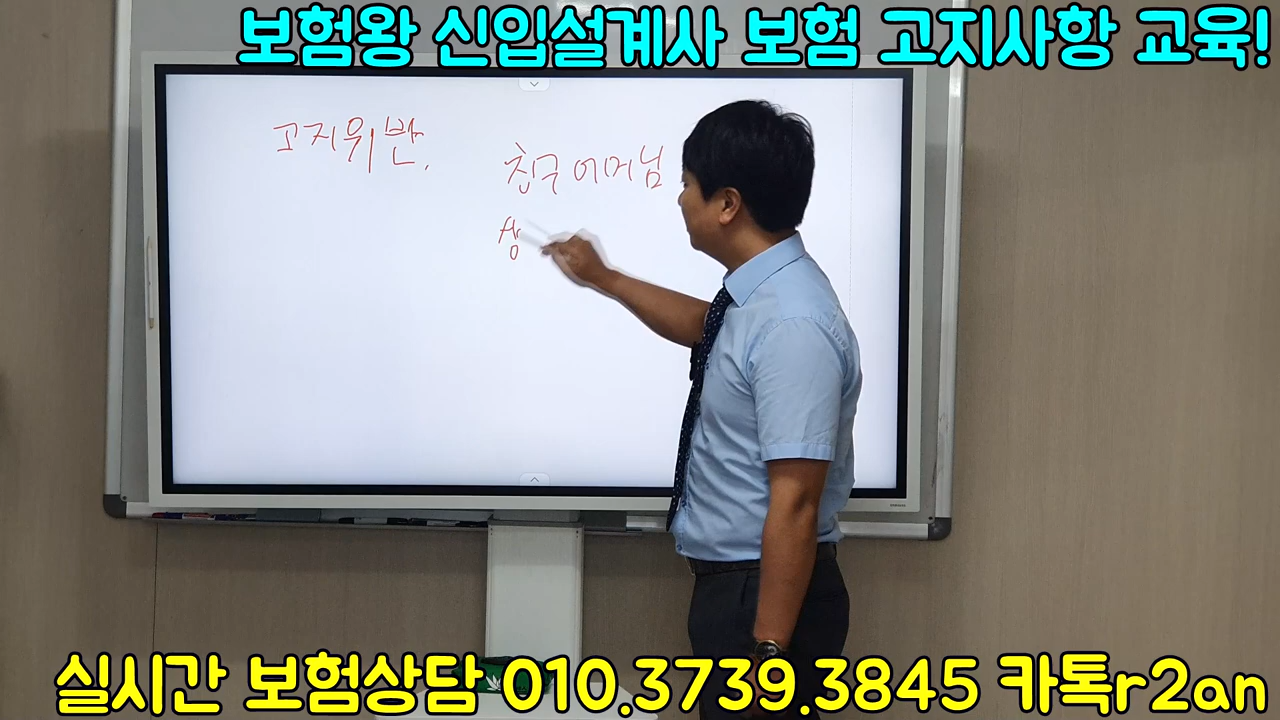 보험왕 신입설계사 보험 고지사항 교육!
고지위반.
친구 어머님
상
SAMSUNG
실시간 보험상담 010.3739.3845 카톡r2an